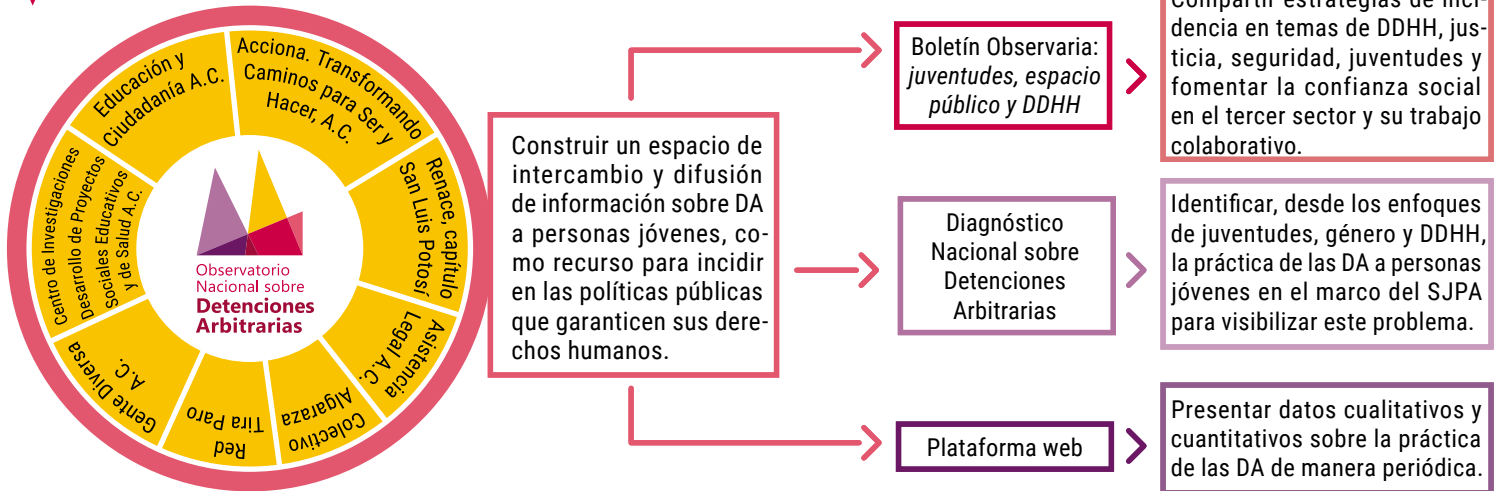 Educación y
Ciudadanía A.C.
Acciona. Transformando
Caminos para Ser y
Hacer, A.C.
Renace, capítulo
San Luis Potosí
Asistencia
Legal A.C.
Colectivo
Algaraza
Red
Tira Paro
Gente Diversa
A.C.
Centro de Investigaciones
Desarrollo de Proyectos
Sociales Educativos
y de Salud A.C.
Observatorio
Nacional sobre
Detenciones
Arbitrarias
Construir un espacio de
intercambio y difusión
de información sobre DA
a personas jóvenes, co-
mo recurso para incidir
en las políticas públicas
que garanticen sus dere-
chos humanos.
Boletín Observaria:
juventudes, espacio
público y DDHH
Compartir estrategias de inci-
dencia en temas de DDHH, jus-
ticia, seguridad, juventudes y
fomentar la confianza social
en el tercer sector y su trabajo
colaborativo.
Diagnóstico
Nacional sobre
Detenciones
Arbitrarias
Identificar, desde los enfoques
de juventudes, género y DDHH,
la práctica de las DA a personas
jóvenes en el marco del SJPA
para visibilizar este problema.
Plataforma web
Presentar datos cualitativos y
cuantitativos sobre la práctica
de las DA de manera periódica.